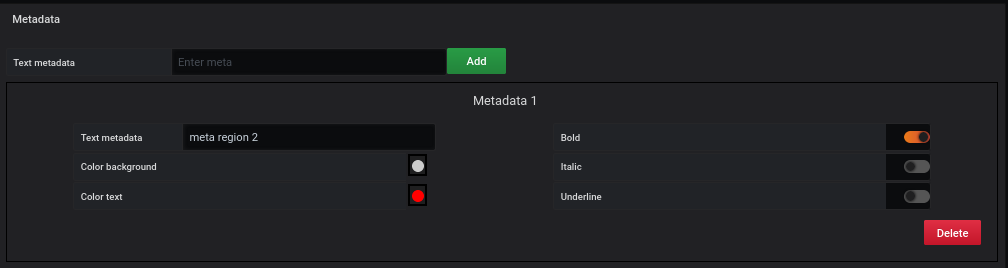 Metadata
Text metadata Enter meta Add
Metadata 1
Text metadata meta region 2 Bold
Color background Italic
Color text Underline
Delete